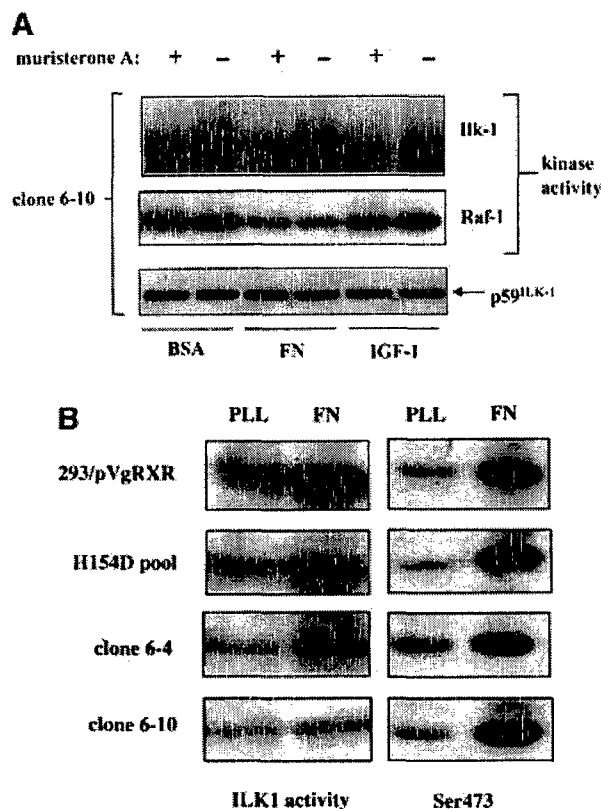 A
muristerone A: + – + – + –
Ilk-1
kinase activity
clone 6-10
Raf-1
p59ILK-1
BSA FN IGF-1
B
PLL FN PLL FN
293/pVgRXR
H154D pool
clone 6-4
clone 6-10
ILK1 activity Ser473